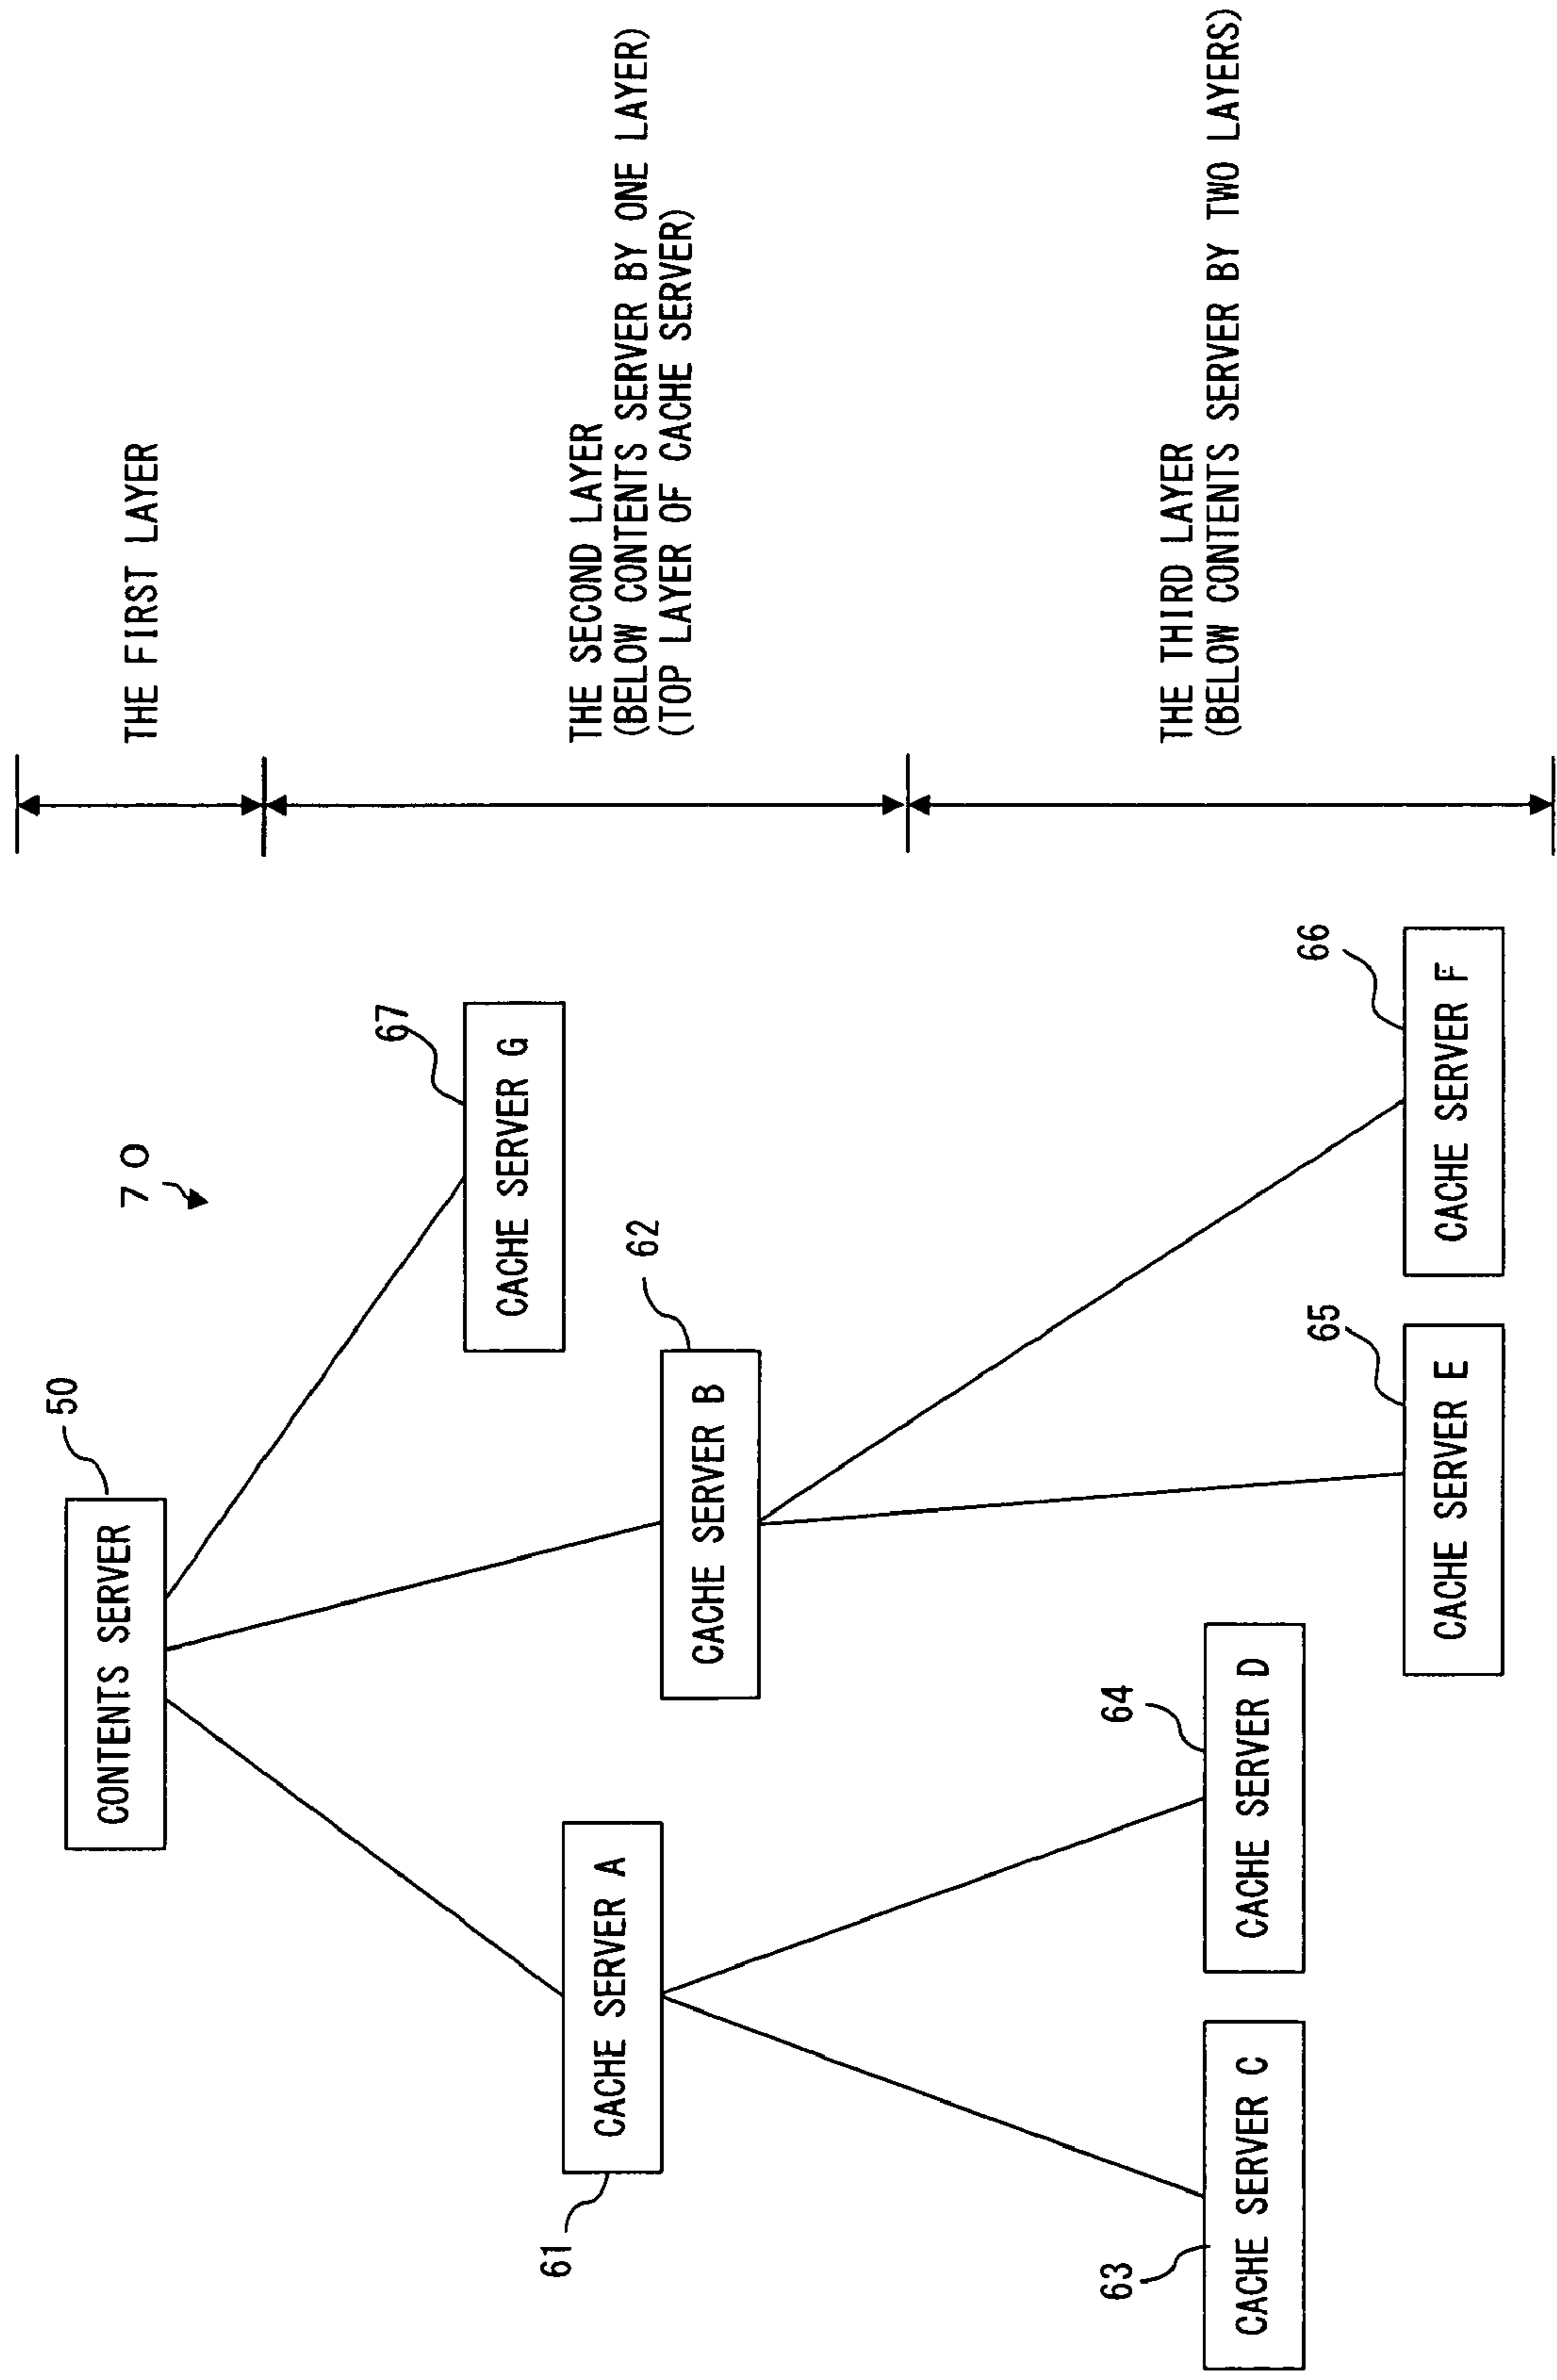 70
50
CONTENTS SERVER
THE FIRST LAYER
67
CACHE SERVER G
61
CACHE SERVER A
62
CACHE SERVER B
THE SECOND LAYER
(BELOW CONTENTS SERVER BY ONE LAYER)
(TOP LAYER OF CACHE SERVER)
63
CACHE SERVER C
64
CACHE SERVER D
65
CACHE SERVER E
66
CACHE SERVER F
THE THIRD LAYER
(BELOW CONTENTS SERVER BY TWO LAYERS)